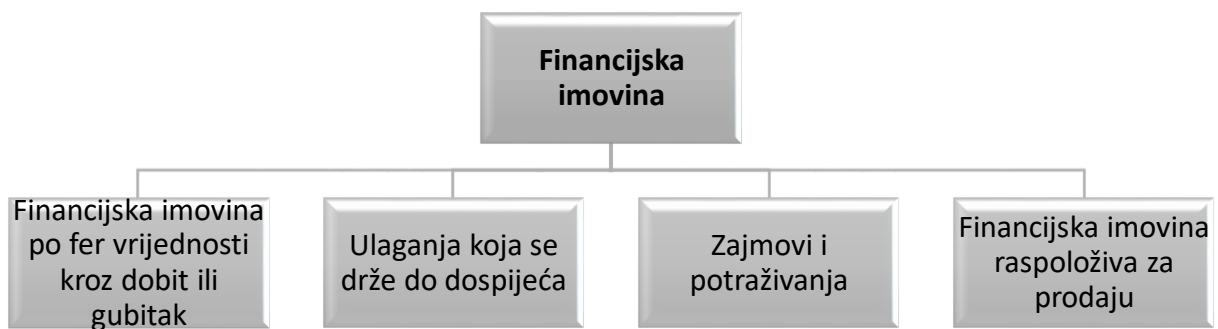 Financijska
imovina
Financijska imovina
po fer vrijednosti
kroz dobit ili
gubitak
Ulaganja koja se
drže do dospijeća
Zajmovi i
potraživanja
Financijska imovina
raspoloživa za
prodaju